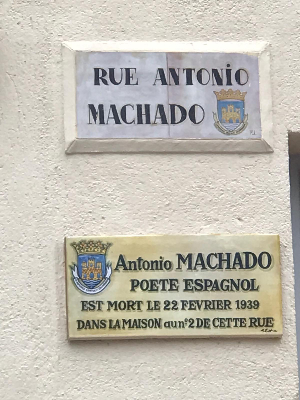 RUE ANTONIO
MACHADO
Antonio MACHADO
POETE ESPAGNOL
EST MORT LE 22 FEVRIER 1939
DANS LA MAISON au n°2 DE CETTE RUE